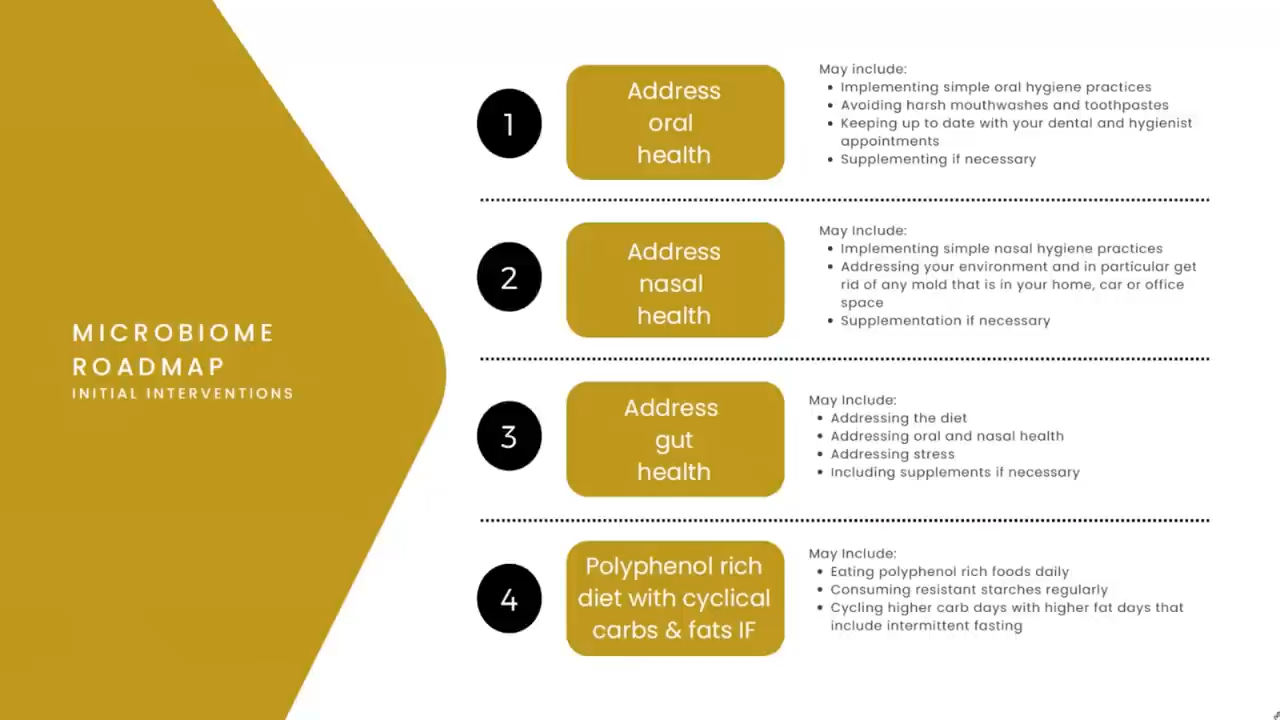 MICROBIOME
ROADMAP
INITIAL INTERVENTIONS
1
Address
oral
health
May include:
• Implementing simple oral hygiene practices
• Avoiding harsh mouthwashes and toothpastes
• Keeping up to date with your dental and hygienist
appointments
• Supplementing if necessary
2
Address
nasal
health
May Include:
• Implementing simple nasal hygiene practices
• Addressing your environment and in particular get
rid of any mold that is in your home, car or office
space
• Supplementation if necessary
3
Address
gut
health
May Include:
• Addressing the diet
• Addressing oral and nasal health
• Addressing stress
• Including supplements if necessary
4
Polyphenol rich
diet with cyclical
carbs & fats IF
May Include:
• Eating polyphenol rich foods daily
• Consuming resistant starches regularly
• Cycling higher carb days with higher fat days that
include intermittent fasting